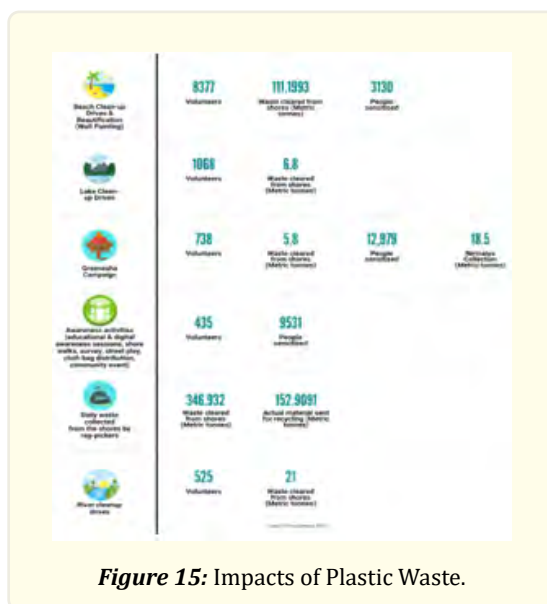 8377
111.1993
3130
Beach Clean-up
Drives &
Beautification
(Wall Painting)
Volunteers
Waste cleared from
shores (Metric
tonnes)
People
sensitised
1068
6.8
Lake Clean-
up Drives
Volunteers
Waste cleared
from shores
(Metric tonnes)
738
5.8
12,979
18.5
Campaign
Volunteers
Waste cleared
from shores
(Metric tonnes)
People
sensitised
Nirmalya
Collection
(Metric tonnes)
435
9531
Awareness activities
(educational & digital
awareness sessions, shore
walks, survey, street play,
cloth bag distribution,
community event)
Volunteers
People
sensitised
346.932
152.9091
Daily waste
collected
from the shores by
rag-pickers
Waste cleared
from shores
(Metric tonnes)
Actual material sent
for recycling (Metric
tonnes)
525
21
River cleanup
drives
Volunteers
Waste cleared
from shores
(Metric tonnes)
Figure 15: Impacts of Plastic Waste.